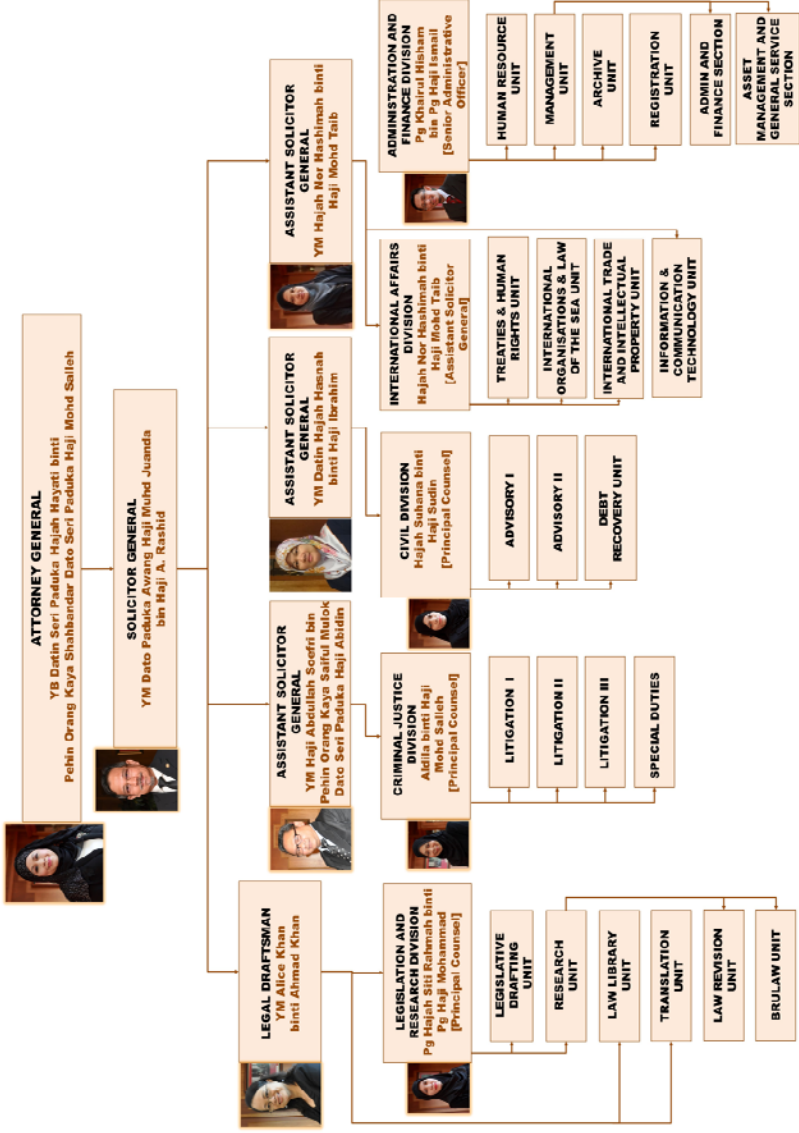 ATTORNEY GENERAL
YB Datin Seri Paduka Hajah Hayati binti
Pehin Orang Kaya Shahbandar Dato Seri Paduka Haji Mohd Salleh
SOLICITOR GENERAL
YM Dato Paduka Awang Haji Muhd Juanda
bin Haji A. Rashid
LEGAL DRAFTSMAN
YM Alice Khan
binti Ahmad Khan
ASSISTANT SOLICITOR
GENERAL
YM Haji Abdullah Soefri bin
Pehin Orang Kaya Saiful Mulok
Dato Seri Paduka Haji Abidin
ASSISTANT SOLICITOR
GENERAL
YM Datin Hajah Hasnah
binti Haji Ibrahim
ASSISTANT SOLICITOR
GENERAL
YM Hajah Nor Hashimah binti
Haji Mohd Taib
LEGISLATION AND
RESEARCH DIVISION
Pg Hajah Siti Rahmah binti
Pg Haji Mohammad
[Principal Counsel]
LEGISLATIVE
DRAFTING
UNIT
RESEARCH
UNIT
LAW LIBRARY
UNIT
TRANSLATION
UNIT
LAW REVISION
UNIT
BRULAW UNIT
CRIMINAL JUSTICE
DIVISION
Aldila binti Haji
Mohd Salleh
[Principal Counsel]
LITIGATION I
LITIGATION II
LITIGATION III
SPECIAL DUTIES
CIVIL DIVISION
Hajah Suhana binti
Haji Sudin
[Principal Counsel]
ADVISORY I
ADVISORY II
DEBT
RECOVERY UNIT
INTERNATIONAL AFFAIRS
DIVISION
Hajah Nor Hashimah binti
Haji Mohd Taib
[Assistant Solicitor
General]
TREATIES & HUMAN
RIGHTS UNIT
INTERNATIONAL
ORGANISATIONS & LAW
OF THE SEA UNIT
INTERNATIONAL TRADE
AND INTELLECTUAL
PROPERTY UNIT
INFORMATION &
COMMUNICATION
TECHNOLOGY UNIT
ADMINISTRATION AND
FINANCE DIVISION
Pg Khairul Hisham
bin Pg Haji Ismail
[Senior Administrative
Officer]
HUMAN RESOURCE
UNIT
MANAGEMENT
UNIT
ARCHIVE
UNIT
REGISTRATION
UNIT
ADMIN AND
FINANCE SECTION
ASSET
MANAGEMENT AND
GENERAL SERVICE
SECTION